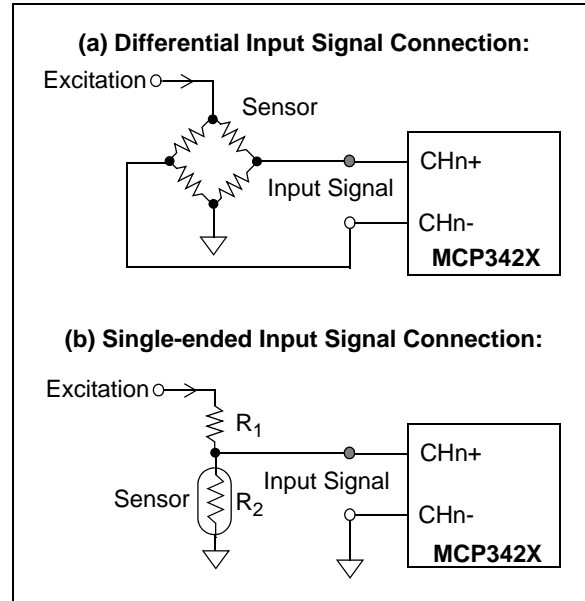 (a) Differential Input Signal Connection:
Excitation
Sensor
CHn+
Input Signal
CHn-
MCP342X
(b) Single-ended Input Signal Connection:
Excitation
R1
CHn+
Input Signal
Sensor R2
CHn-
MCP342X